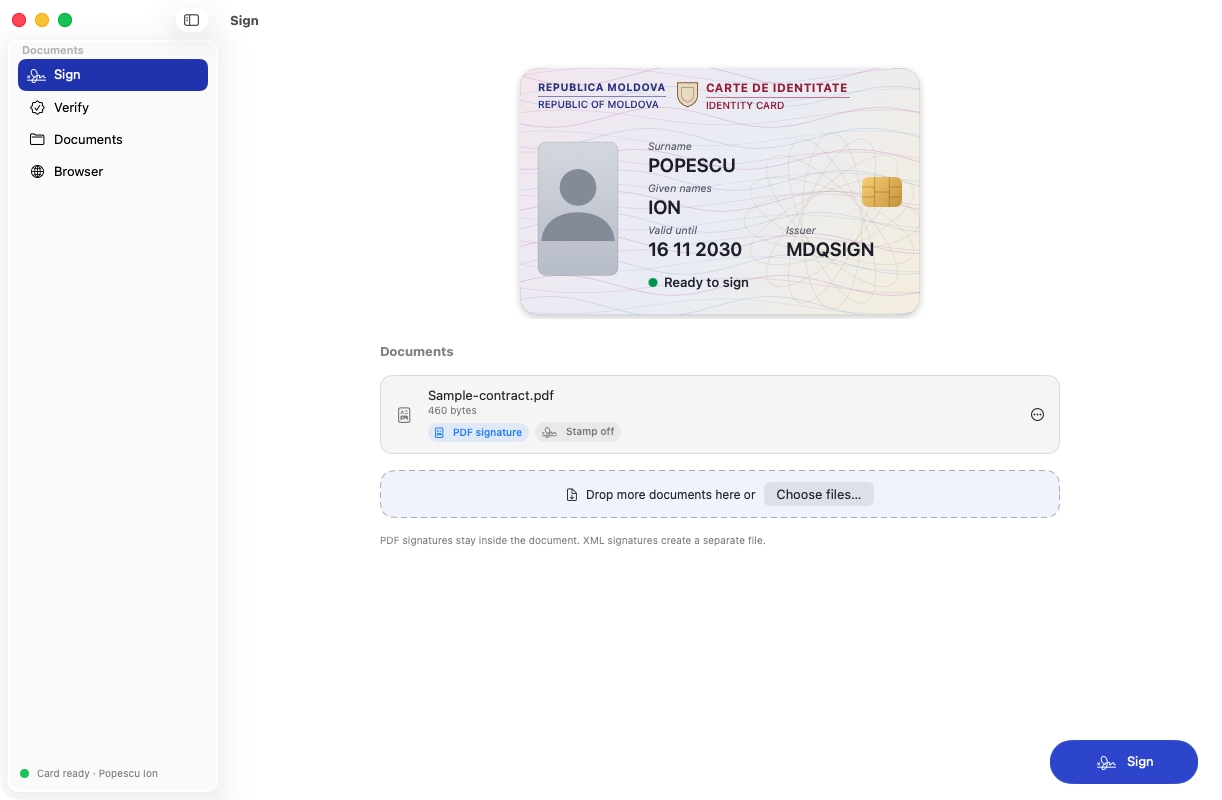 Sign
Documents
Sign
Verify
Documents
Browser
Card ready · Popescu Ion
REPUBLICA MOLDOVA
REPUBLIC OF MOLDOVA
CARTE DE IDENTITATE
IDENTITY CARD
Surname
POPESCU
Given names
ION
Valid until
16 11 2030
Issuer
MDQSIGN
Ready to sign
Documents
Sample-contract.pdf
460 bytes
PDF signature
Stamp off
Drop more documents here or
Choose files...
PDF signatures stay inside the document. XML signatures create a separate file.
Sign